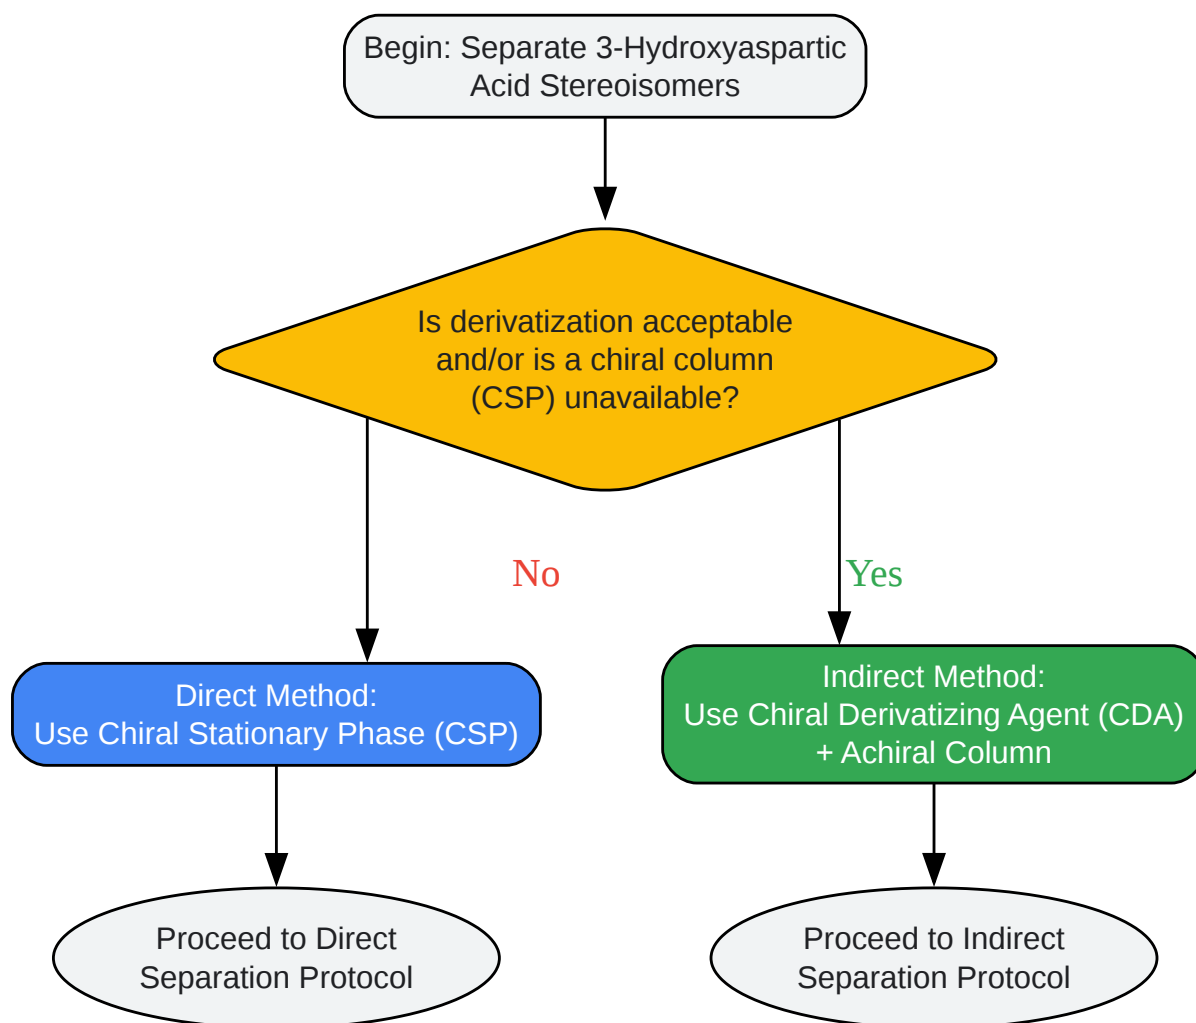 Begin: Separate 3-Hydroxyaspartic
Acid Stereoisomers
Is derivatization acceptable
and/or is a chiral column
(CSP) unavailable?
No
Yes
Direct Method:
Use Chiral Stationary Phase (CSP)
Indirect Method:
Use Chiral Derivatizing Agent (CDA)
+ Achiral Column
Proceed to Direct
Separation Protocol
Proceed to Indirect
Separation Protocol